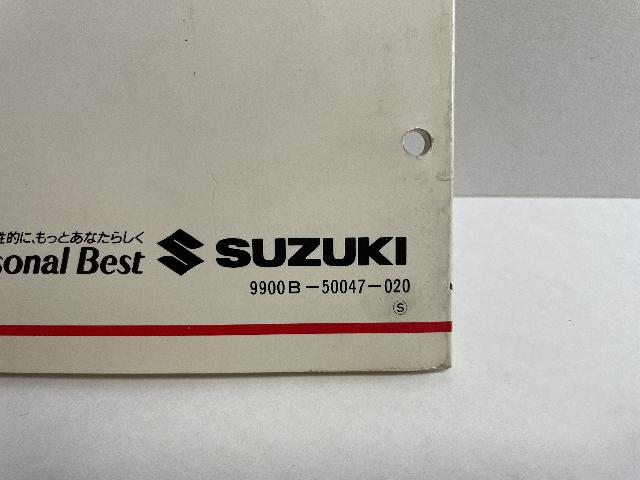 性的に、もっとあなたらしく
sonal Best
SUZUKI
9900B-50047-020
S